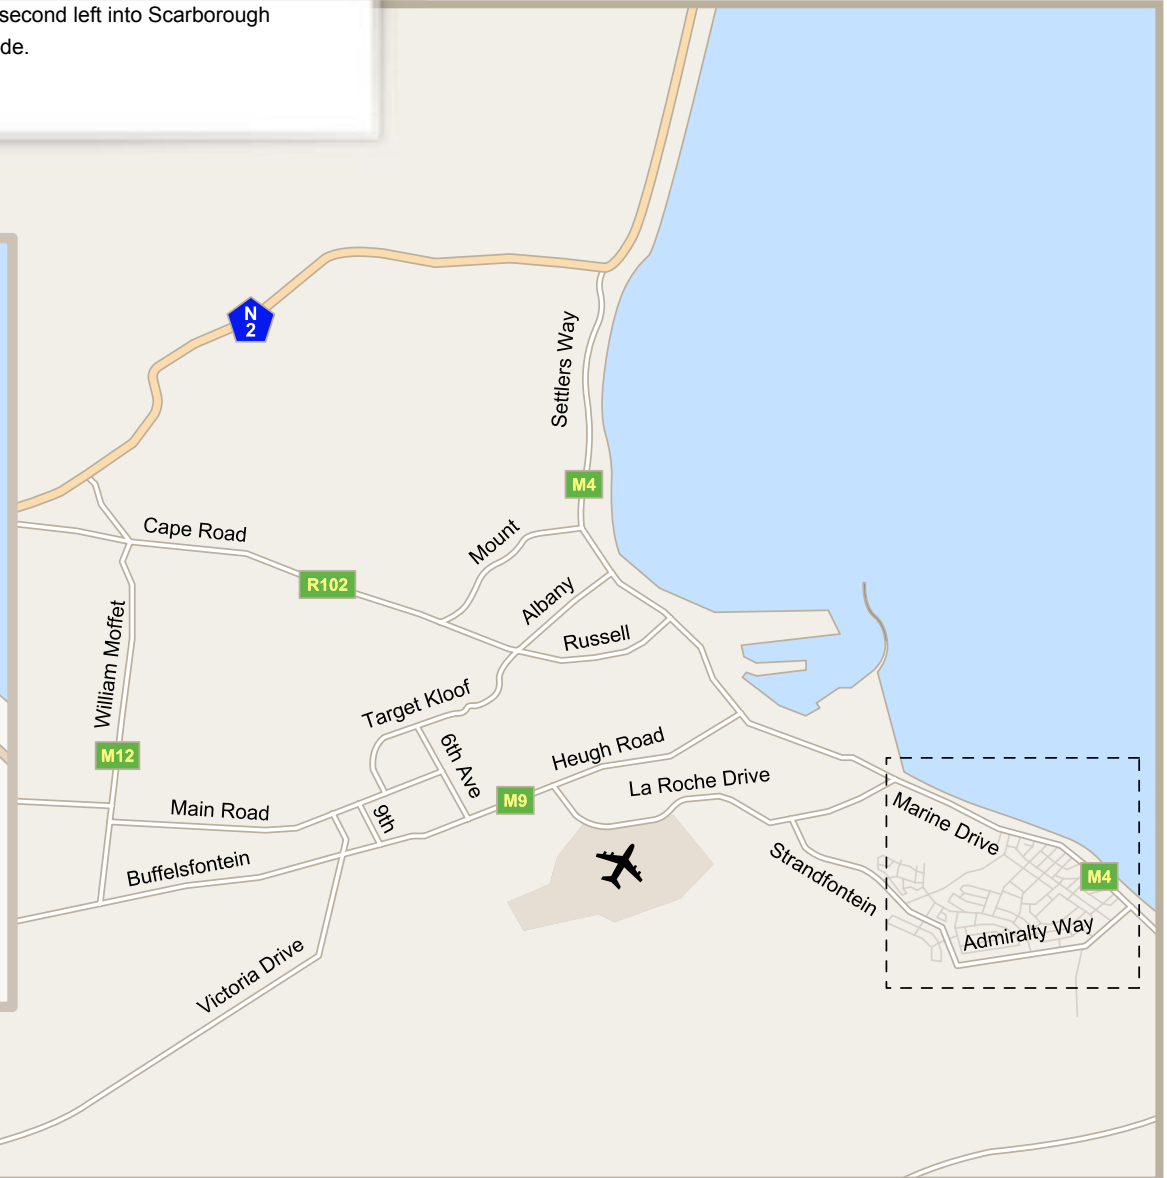 second left into Scarborough
de.
N
2
Settlers Way
M4
Cape Road
Mount
R102
Albany
William Moffet
Russell
Target Kloof
6th Ave
Heugh Road
M12
La Roche Drive
M9
Main Road
9th
Marine Drive
Buffelsfontein
Strandfontein
M4
Admiralty Way
Victoria Drive